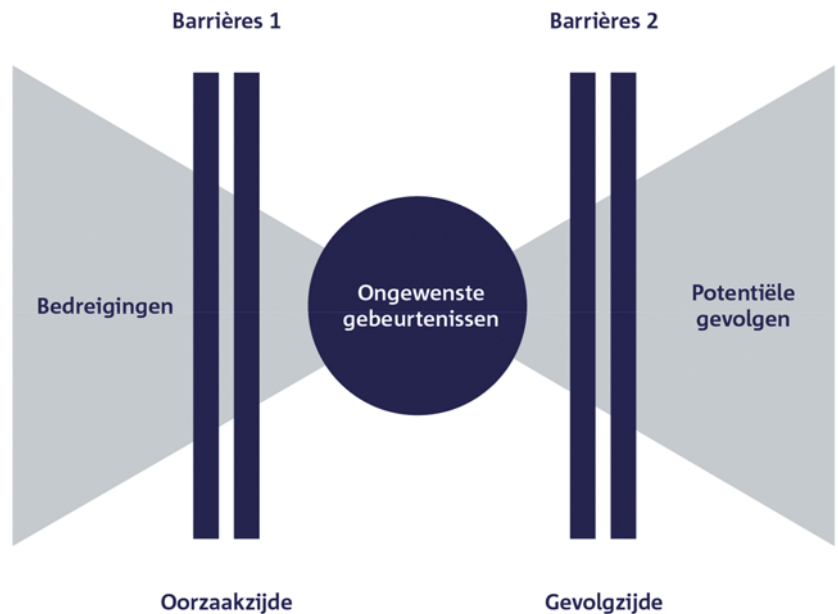 Barrières 1
Barrières 2
Bedreigingen
Ongewenste
gebeurtenissen
Potentiële
gevolgen
Oorzaakzijde
Gevolgzijde